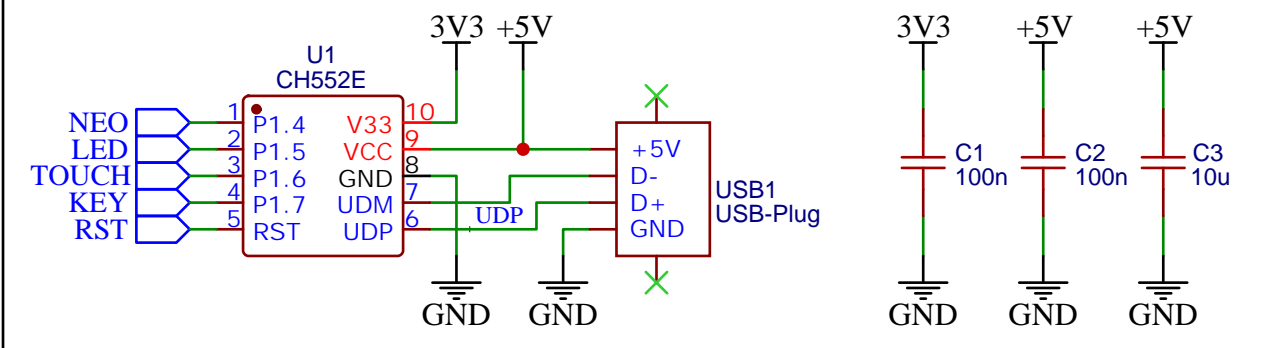 3V3 +5V
U1
CH552E
NEO 1 P1.4 V33 10
LED 2 P1.5 VCC 9
TOUCH 3 P1.6 GND 8
KEY 4 P1.7 UDM 7
RST 5 RST UDP 6
UDP
+5V
D-
D+
GND
USB1
USB-Plug
GND GND
3V3 +5V +5V
C1
100n
C2
100n
C3
10u
GND GND GND